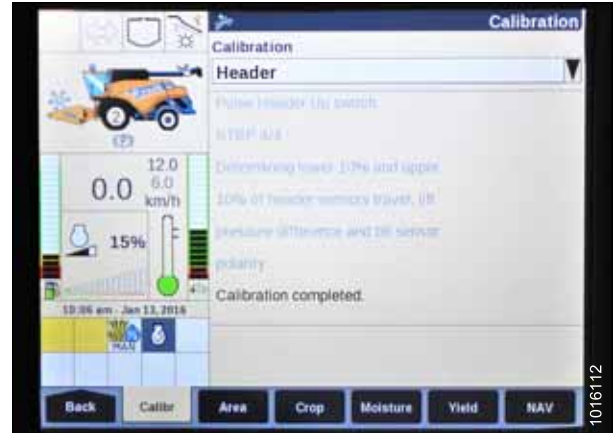 Calibration
Calibration
Header
Pulse Header Up switch
STEP 4/4
Determining lower 10% and upper
10% of header sensors travel, lift
pressure difference and tilt sensor
polarity
Calibration completed.
2
(?)
12.0
0.0
6.0
km/h
15%
10:06 am - Jan 13, 2016
MAX
Back
Calibr
Area
Crop
Moisture
Yield
NAV
1016112